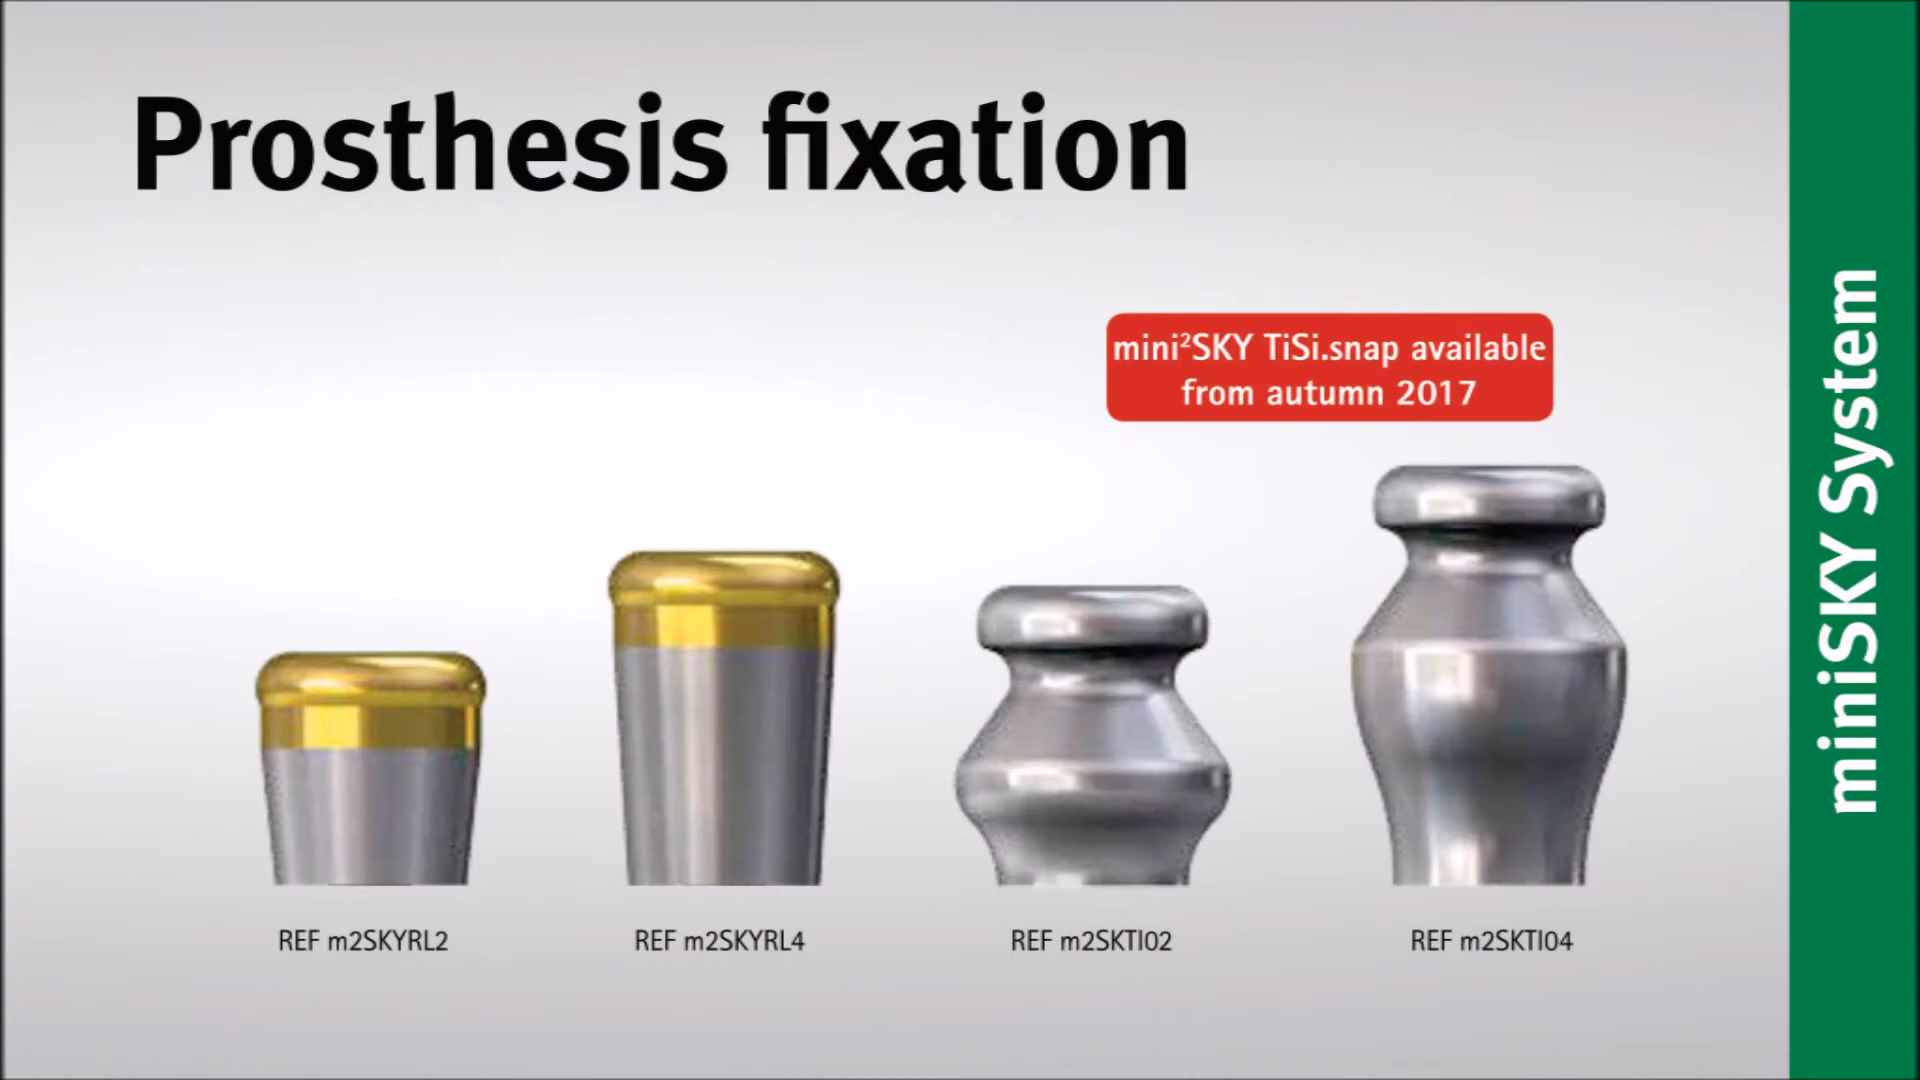 Prosthesis fixation
mini²SKY TiSi.snap available
from autumn 2017
REF m2SKYRL2
REF m2SKYRL4
REF m2SKTI02
REF m2SKTI04
miniSKY System